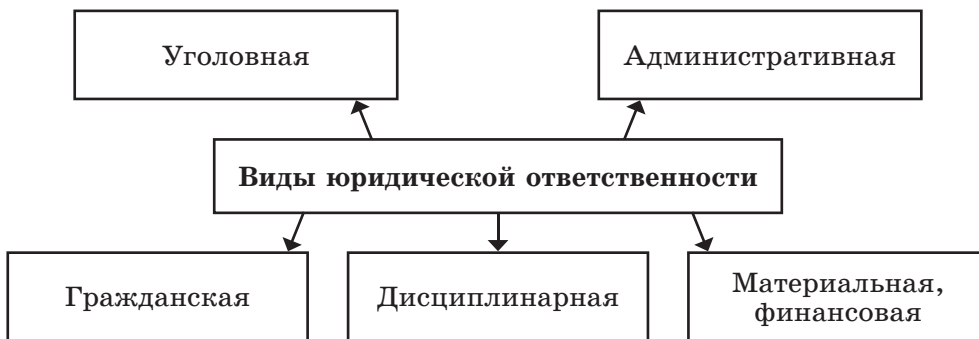 Уголовная
Административная
Виды юридической ответственности
Гражданская
Дисциплинарная
Материальная,
финансовая